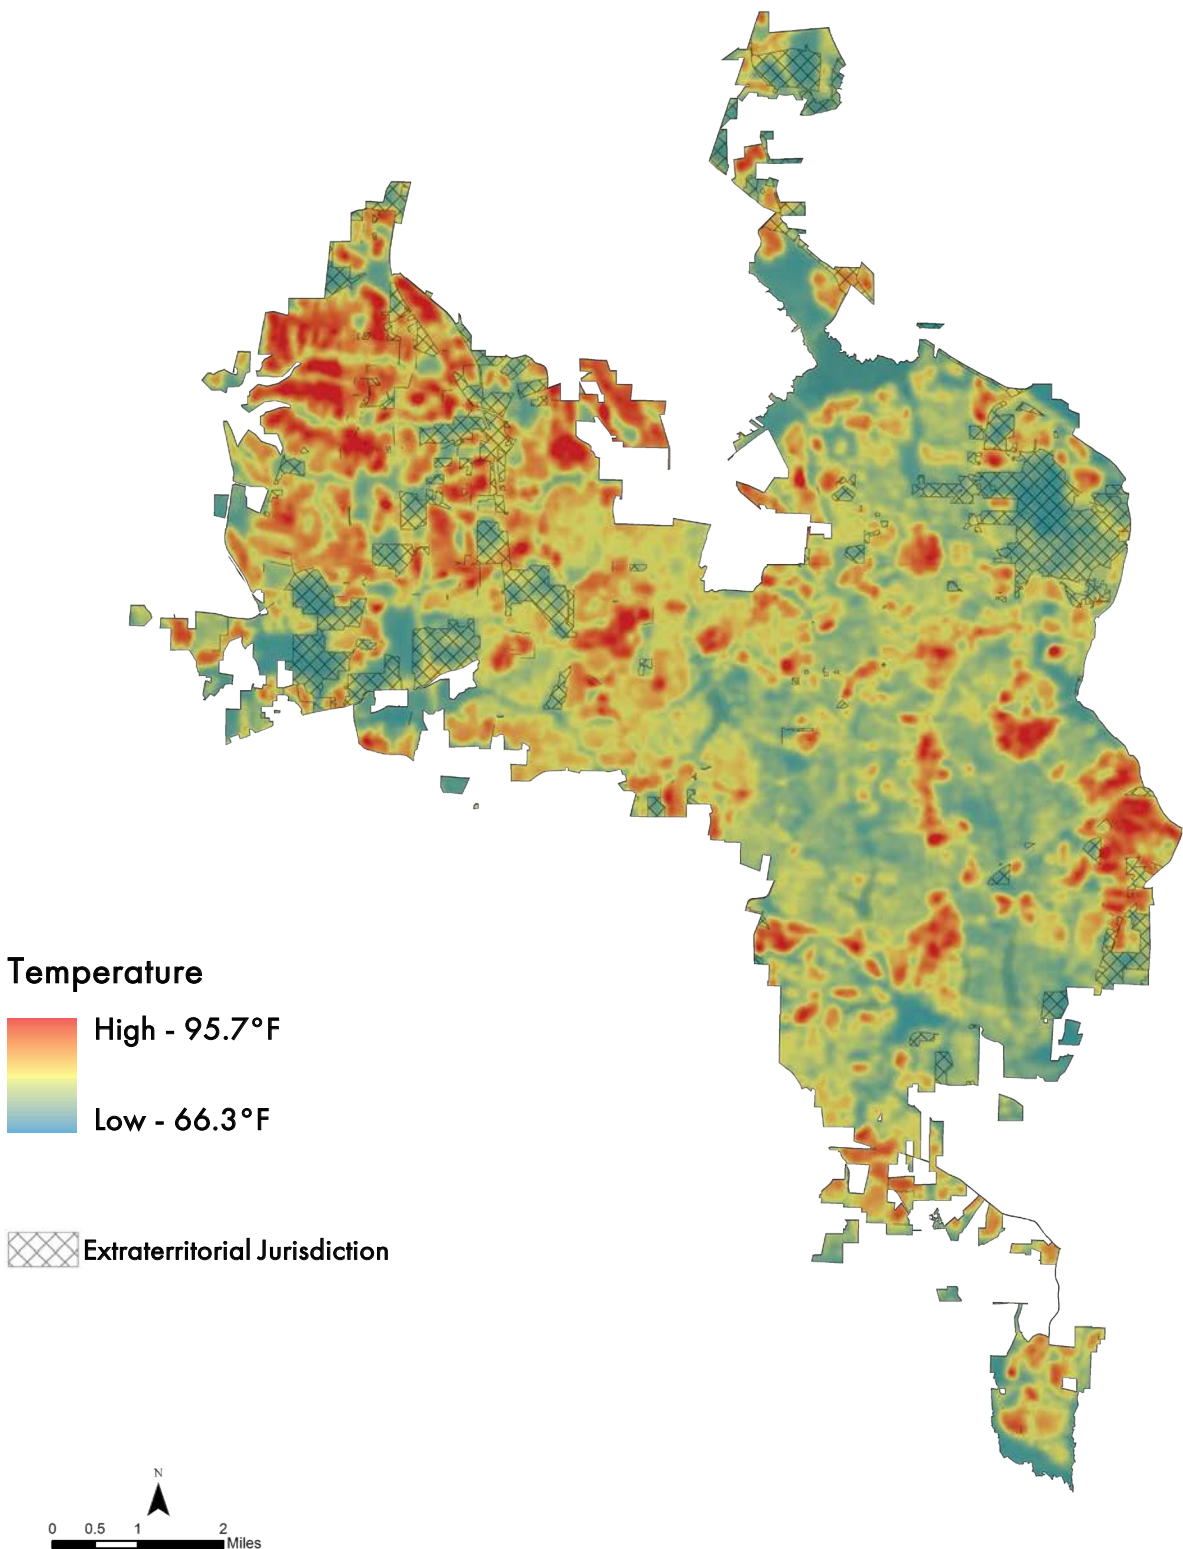 Temperature
High - 95.7°F
Low - 66.3°F
Extraterritorial Jurisdiction
N
0 0.5 1 2
Miles